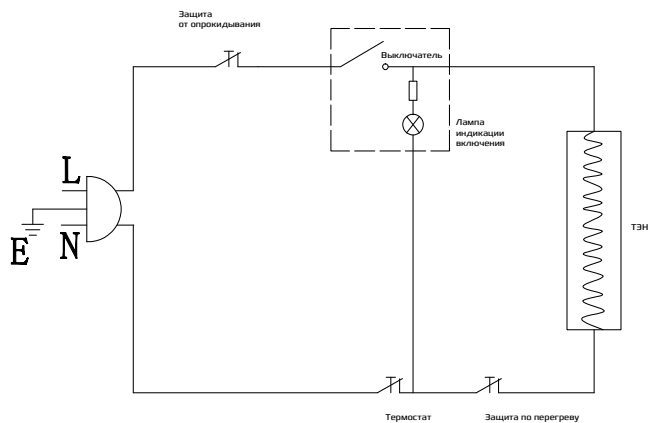 Защита
от опрокидывания
Выключатель
Лампа
индикации
включения
L
E
N
ТЭН
Термостат
Защита по перегреву